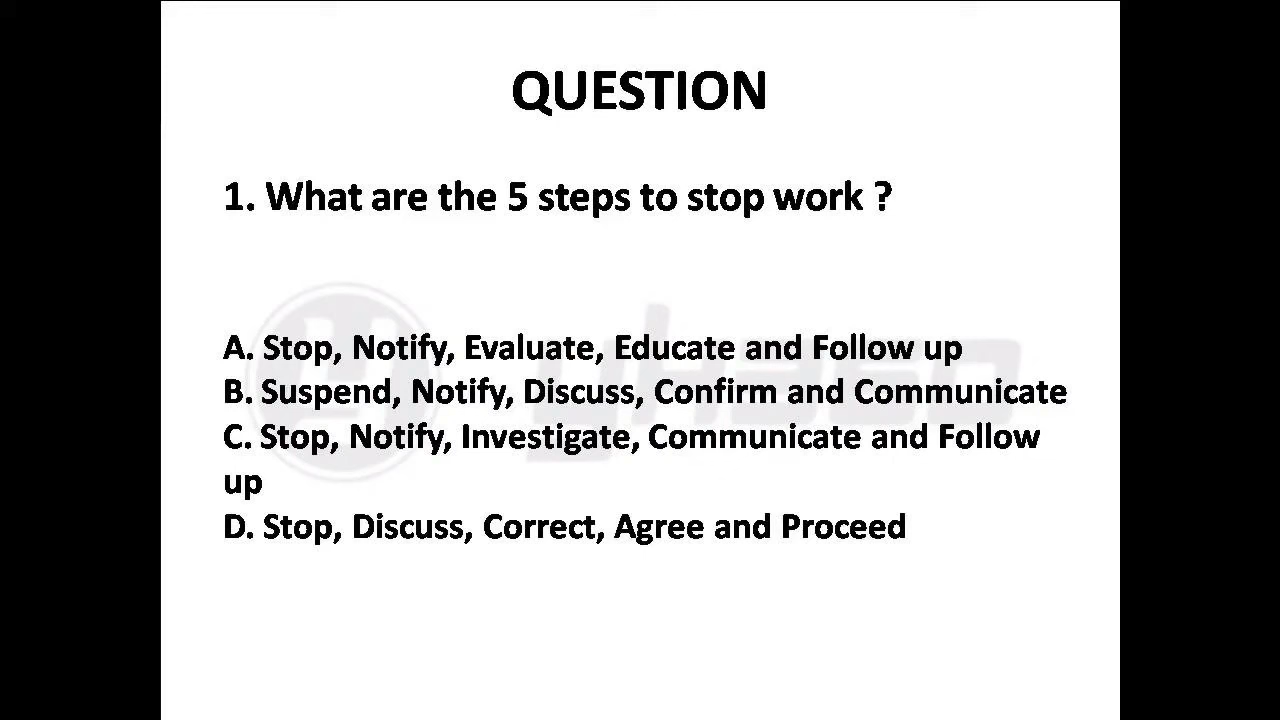 QUESTION
1. What are the 5 steps to stop work ?
A. Stop, Notify, Evaluate, Educate and Follow up
B. Suspend, Notify, Discuss, Confirm and Communicate
C. Stop, Notify, Investigate, Communicate and Follow
up
D. Stop, Discuss, Correct, Agree and Proceed